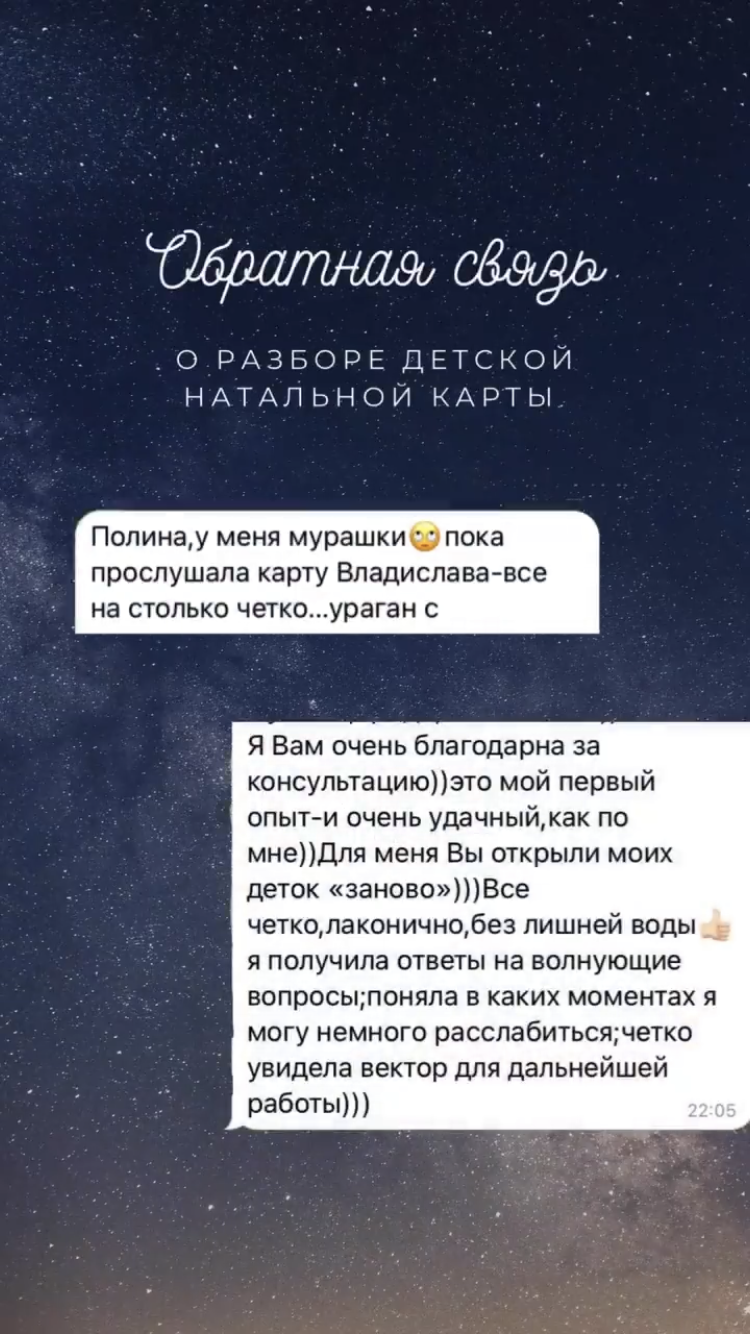 Обратная связь
О РАЗБОРЕ ДЕТСКОЙ
НАТАЛЬНОЙ КАРТЫ
Полина,у меня мурашки🙄пока
прослушала карту Владислава-все
на столько четко...ураган с
Я Вам очень благодарна за
консультацию))это мой первый
опыт-и очень удачный,как по
мне))Для меня Вы открыли моих
деток «заново»)))Все
четко,лаконично,без лишней воды👍🏻
я получила ответы на волнующие
вопросы;поняла в каких моментах я
могу немного расслабиться;четко
увидела вектор для дальнейшей
работы)))
22:05